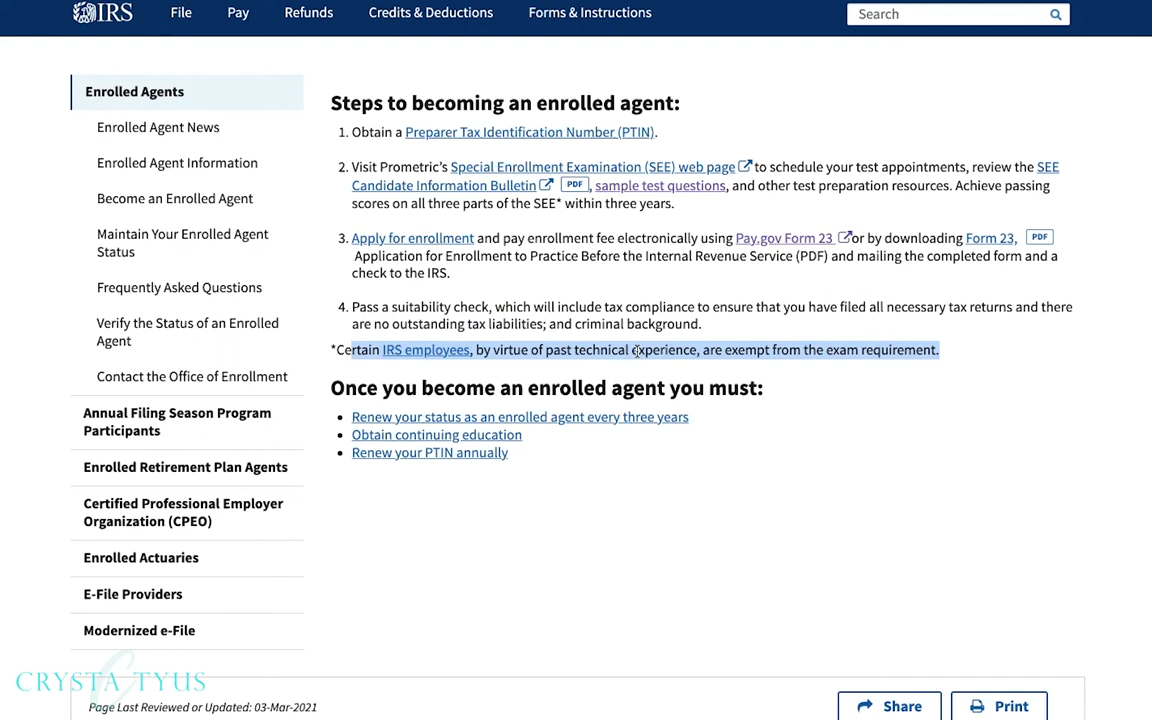 IRS File Pay Refunds Credits & Deductions Forms & Instructions Search
Enrolled Agents
Enrolled Agent News
Enrolled Agent Information
Become an Enrolled Agent
Maintain Your Enrolled Agent
Status
Frequently Asked Questions
Verify the Status of an Enrolled
Agent
Contact the Office of Enrollment
Annual Filing Season Program
Participants
Enrolled Retirement Plan Agents
Certified Professional Employer
Organization (CPEO)
Enrolled Actuaries
E-File Providers
Modernized e-File
Steps to becoming an enrolled agent:
1. Obtain a Preparer Tax Identification Number (PTIN).
2. Visit Prometric's Special Enrollment Examination (SEE) web page to schedule your test appointments, review the SEE
Candidate Information Bulletin PDF, sample test questions, and other test preparation resources. Achieve passing
scores on all three parts of the SEE* within three years.
3. Apply for enrollment and pay enrollment fee electronically using Pay.gov Form 23 or by downloading Form 23, PDF
Application for Enrollment to Practice Before the Internal Revenue Service (PDF) and mailing the completed form and a
check to the IRS.
4. Pass a suitability check, which will include tax compliance to ensure that you have filed all necessary tax returns and there
are no outstanding tax liabilities; and criminal background.
*Certain IRS employees, by virtue of past technical experience, are exempt from the exam requirement.
Once you become an enrolled agent you must:
• Renew your status as an enrolled agent every three years
• Obtain continuing education
• Renew your PTIN annually
CRYSTA TYUS
Page Last Reviewed or Updated: 03-Mar-2021
Share Print